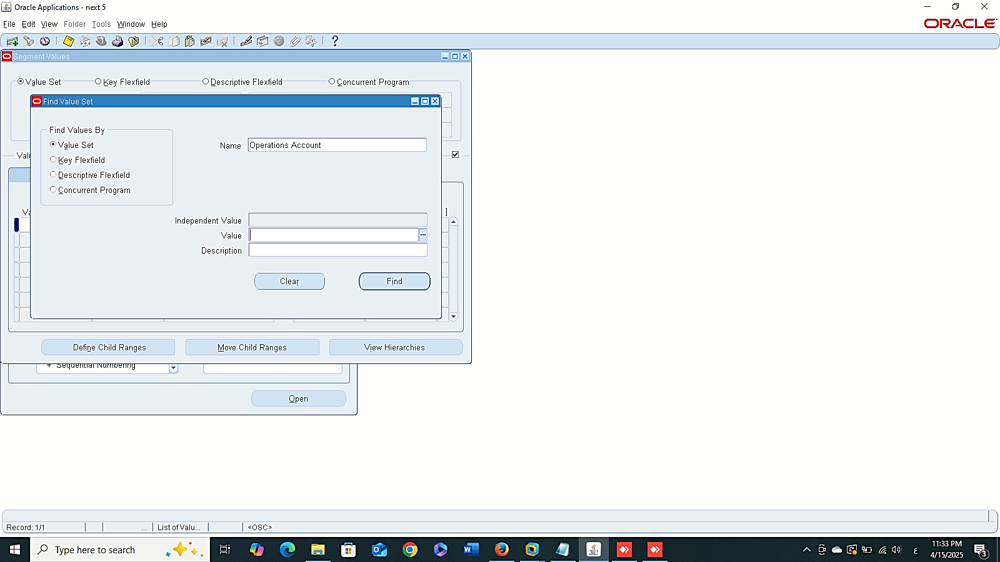 Oracle Applications - next 5
File Edit View Folder Tools Window Help
ORACLE
Segment Values
Value Set Key Flexfield Descriptive Flexfield Concurrent Program
Find Value Set
Find Values By
Value Set
Key Flexfield
Descriptive Flexfield
Concurrent Program
Name Operations Account
Independent Value
Value
Description
Clear Find
Define Child Ranges Move Child Ranges View Hierarchies
+ Sequential Numbering
Open
Record: 1/1 ... List of Valu... <OSC>
Type here to search
ع
11:33 PM
4/15/2025
3